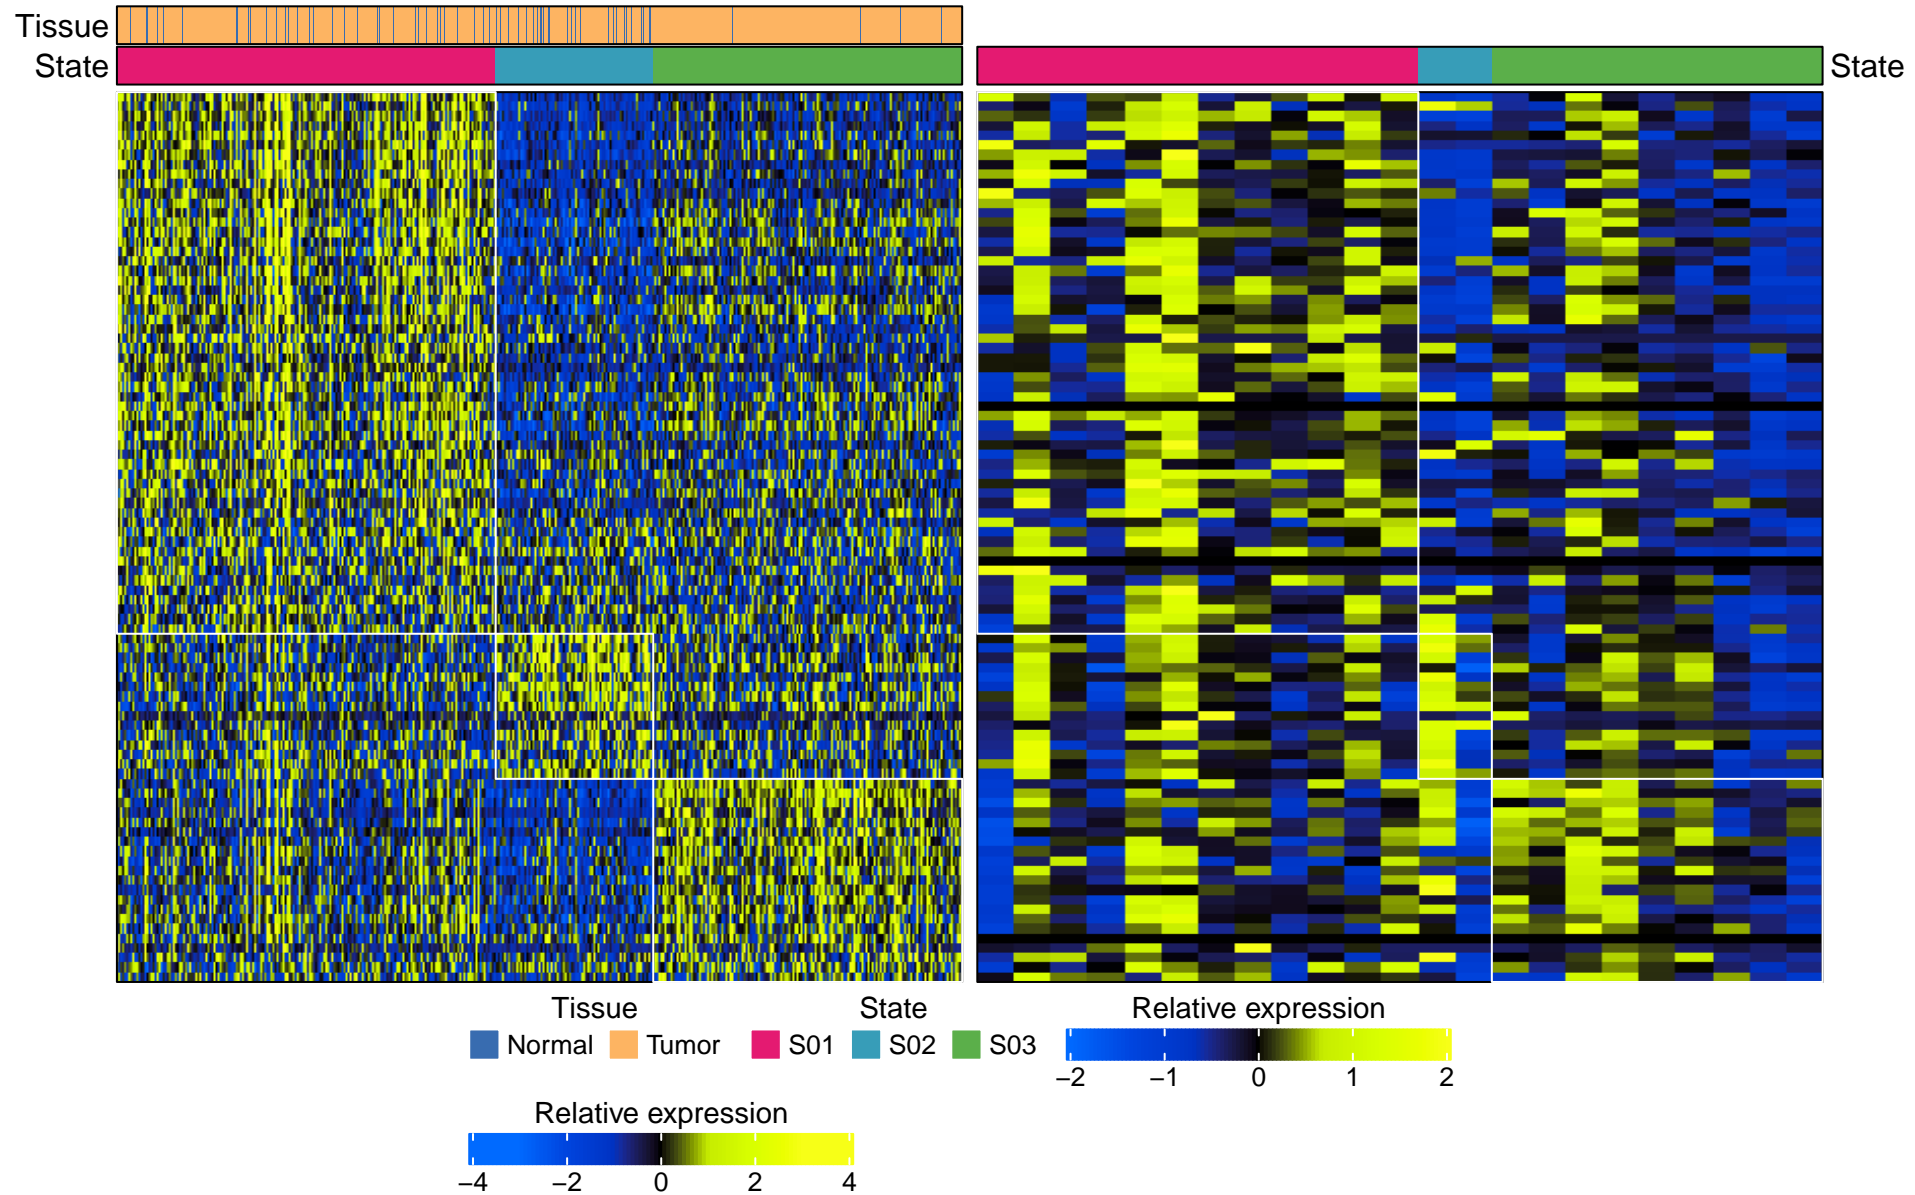 Tissue
State
State
Tissue
Normal Tumor
State
S01 S02 S03
Relative expression
−2 −1 0 1 2
Relative expression
−4 −2 0 2 4